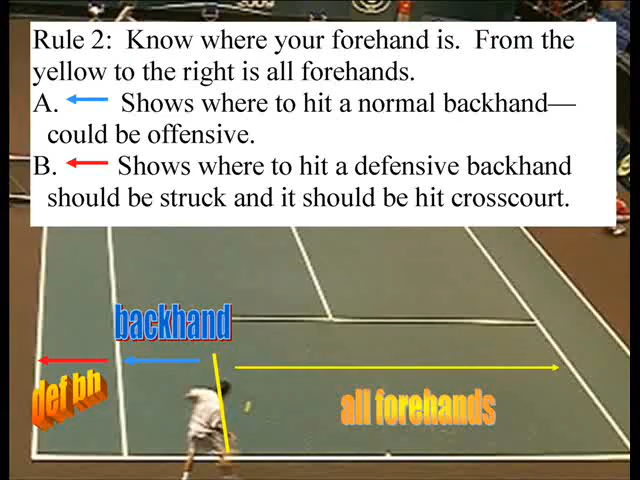 Rule 2:  Know where your forehand is.  From the
yellow to the right is all forehands.
A. Shows where to hit a normal backhand—
could be offensive.
B. Shows where to hit a defensive backhand
should be struck and it should be hit crosscourt.
backhand
def bh
all forehands